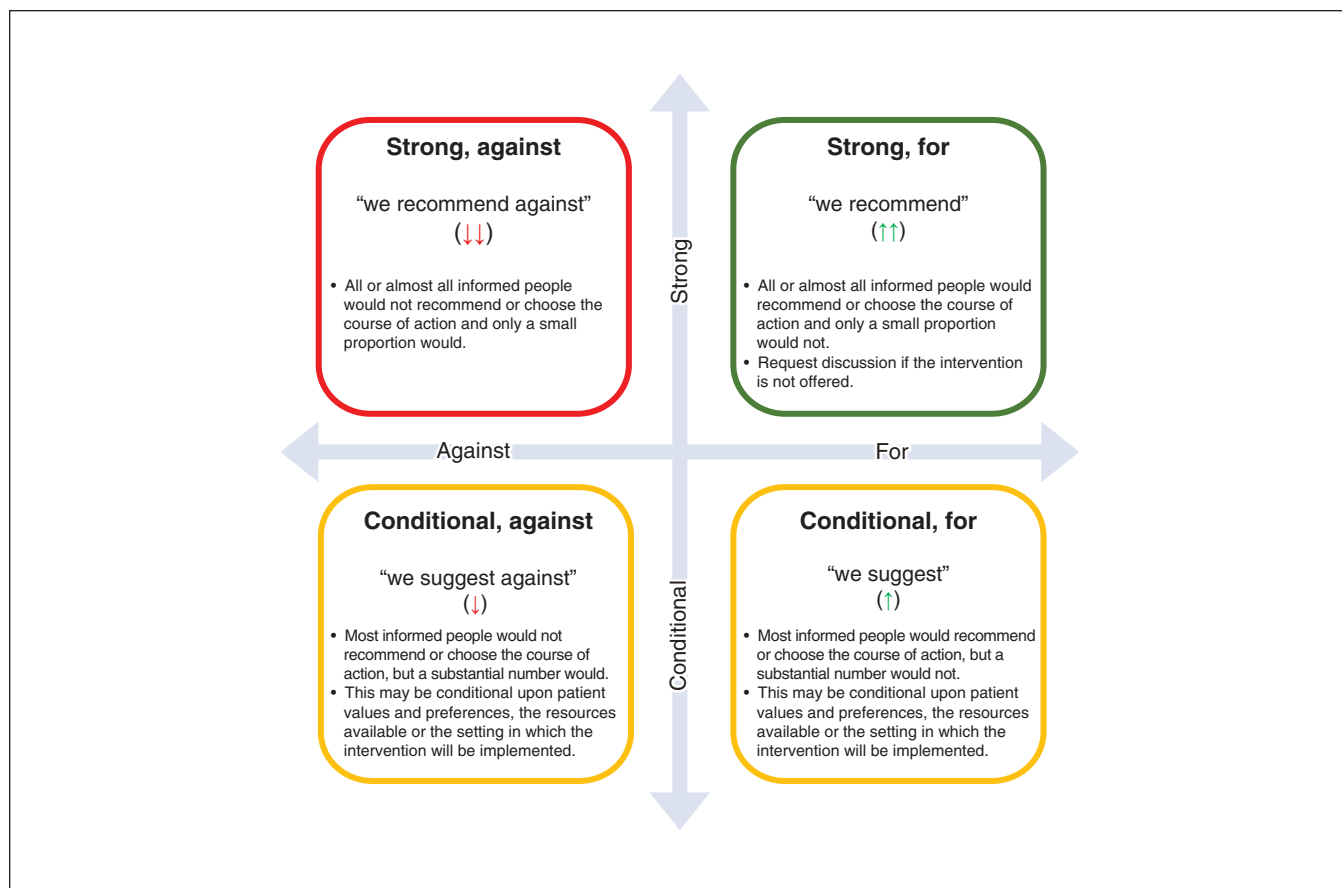 Strong, against
“we recommend against”
(↓↓)
• All or almost all informed people
would not recommend or choose the
course of action and only a small
proportion would.
Strong, for
“we recommend”
(↑↑)
• All or almost all informed people would
recommend or choose the course of
action and only a small proportion
would not.
• Request discussion if the intervention
is not offered.
Strong
Against
For
Conditional
Conditional, against
“we suggest against”
(↓)
• Most informed people would not
recommend or choose the course of
action, but a substantial number would.
• This may be conditional upon patient
values and preferences, the resources
available or the setting in which the
intervention will be implemented.
Conditional, for
“we suggest”
(↑)
• Most informed people would recommend
or choose the course of action, but a
substantial number would not.
• This may be conditional upon patient
values and preferences, the resources
available or the setting in which the
intervention will be implemented.